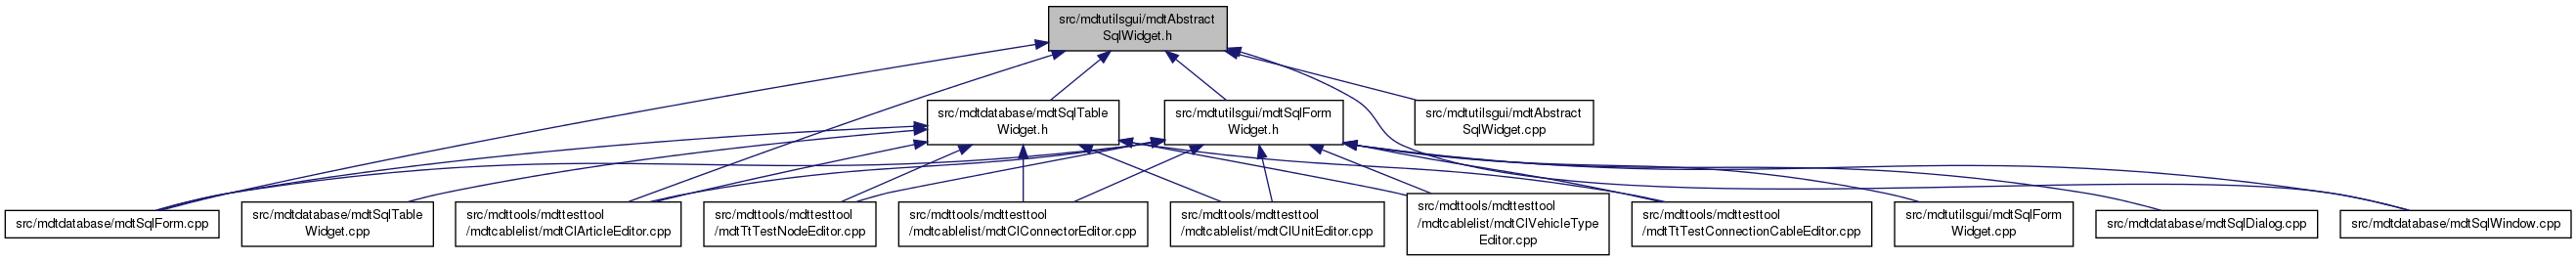 src/mdtutilsgui/mdtAbstract
SqlWidget.h
src/mdtdatabase/mdtSqlTable
Widget.h
src/mdtutilsgui/mdtSqlForm
Widget.h
src/mdtutilsgui/mdtAbstract
SqlWidget.cpp
src/mdtdatabase/mdtSqlForm.cpp
src/mdtdatabase/mdtSqlTable
Widget.cpp
src/mdttools/mdttesttool
/mdtcablelist/mdtClArticleEditor.cpp
src/mdttools/mdttesttool
/mdtTtTestNodeEditor.cpp
src/mdttools/mdttesttool
/mdtcablelist/mdtClConnectorEditor.cpp
src/mdttools/mdttesttool
/mdtcablelist/mdtClUnitEditor.cpp
src/mdttools/mdttesttool
/mdtcablelist/mdtClVehicleType
Editor.cpp
src/mdttools/mdttesttool
/mdtTtTestConnectionCableEditor.cpp
src/mdtutilsgui/mdtSqlForm
Widget.cpp
src/mdtdatabase/mdtSqlDialog.cpp
src/mdtdatabase/mdtSqlWindow.cpp